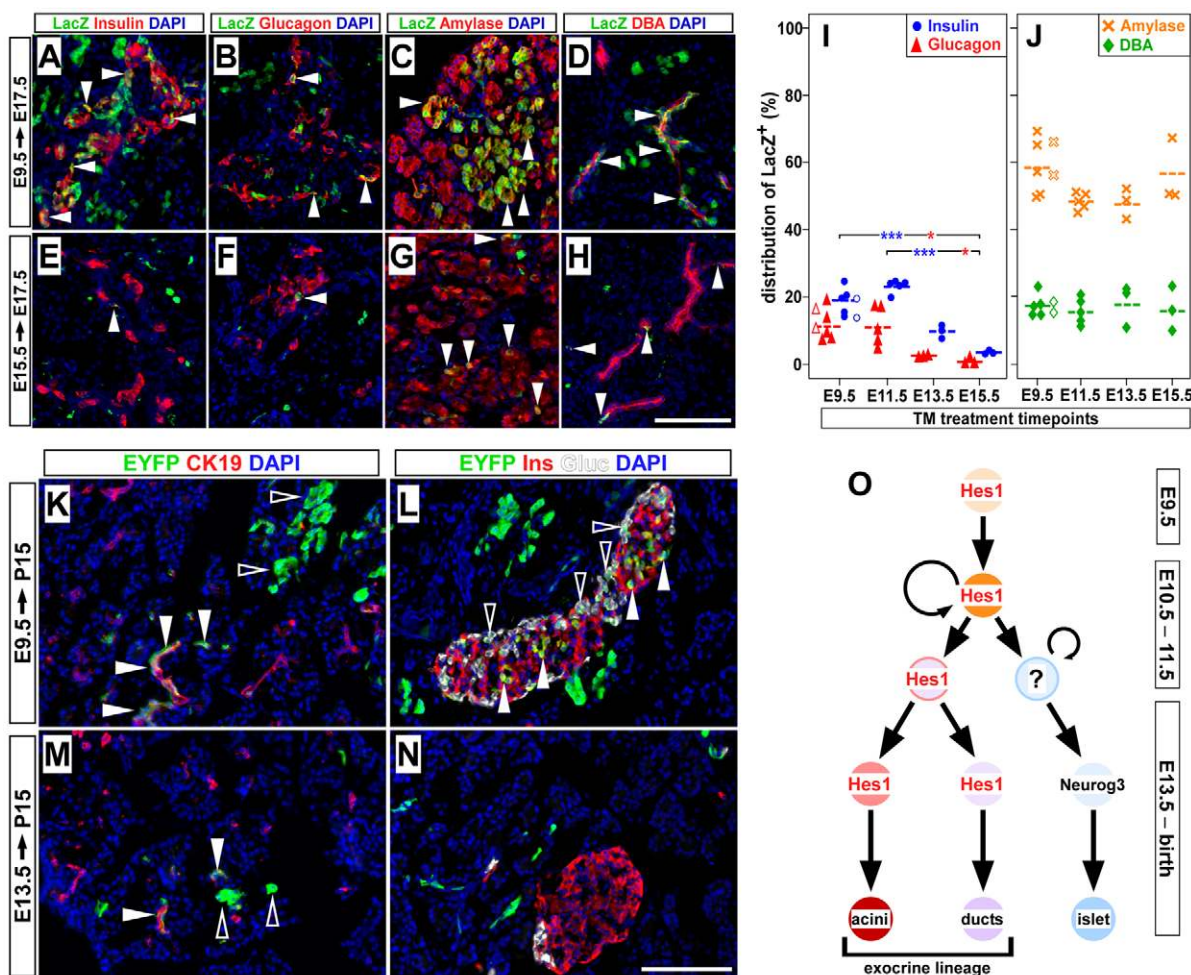 LacZ Insulin DAPI
LacZ Glucagon DAPI
LacZ Amylase DAPI
LacZ DBA DAPI
E9.5 → E17.5
A
B
C
D
E15.5 → E17.5
E
F
G
H
distribution of LacZ+ (%)
100
80
60
40
20
0
I
Insulin
Glucagon
*** *
*** *
E9.5 E11.5 E13.5 E15.5
J
Amylase
DBA
E9.5 E11.5 E13.5 E15.5
TM treatment timepoints
EYFP CK19 DAPI
EYFP Ins Gluc DAPI
E9.5 → P15
K
L
E13.5 → P15
M
N
O
Hes1
E9.5
Hes1
Hes1
?
E10.5 – 11.5
Hes1
Hes1
Neurog3
acini
ducts
islet
E13.5 – birth
exocrine lineage